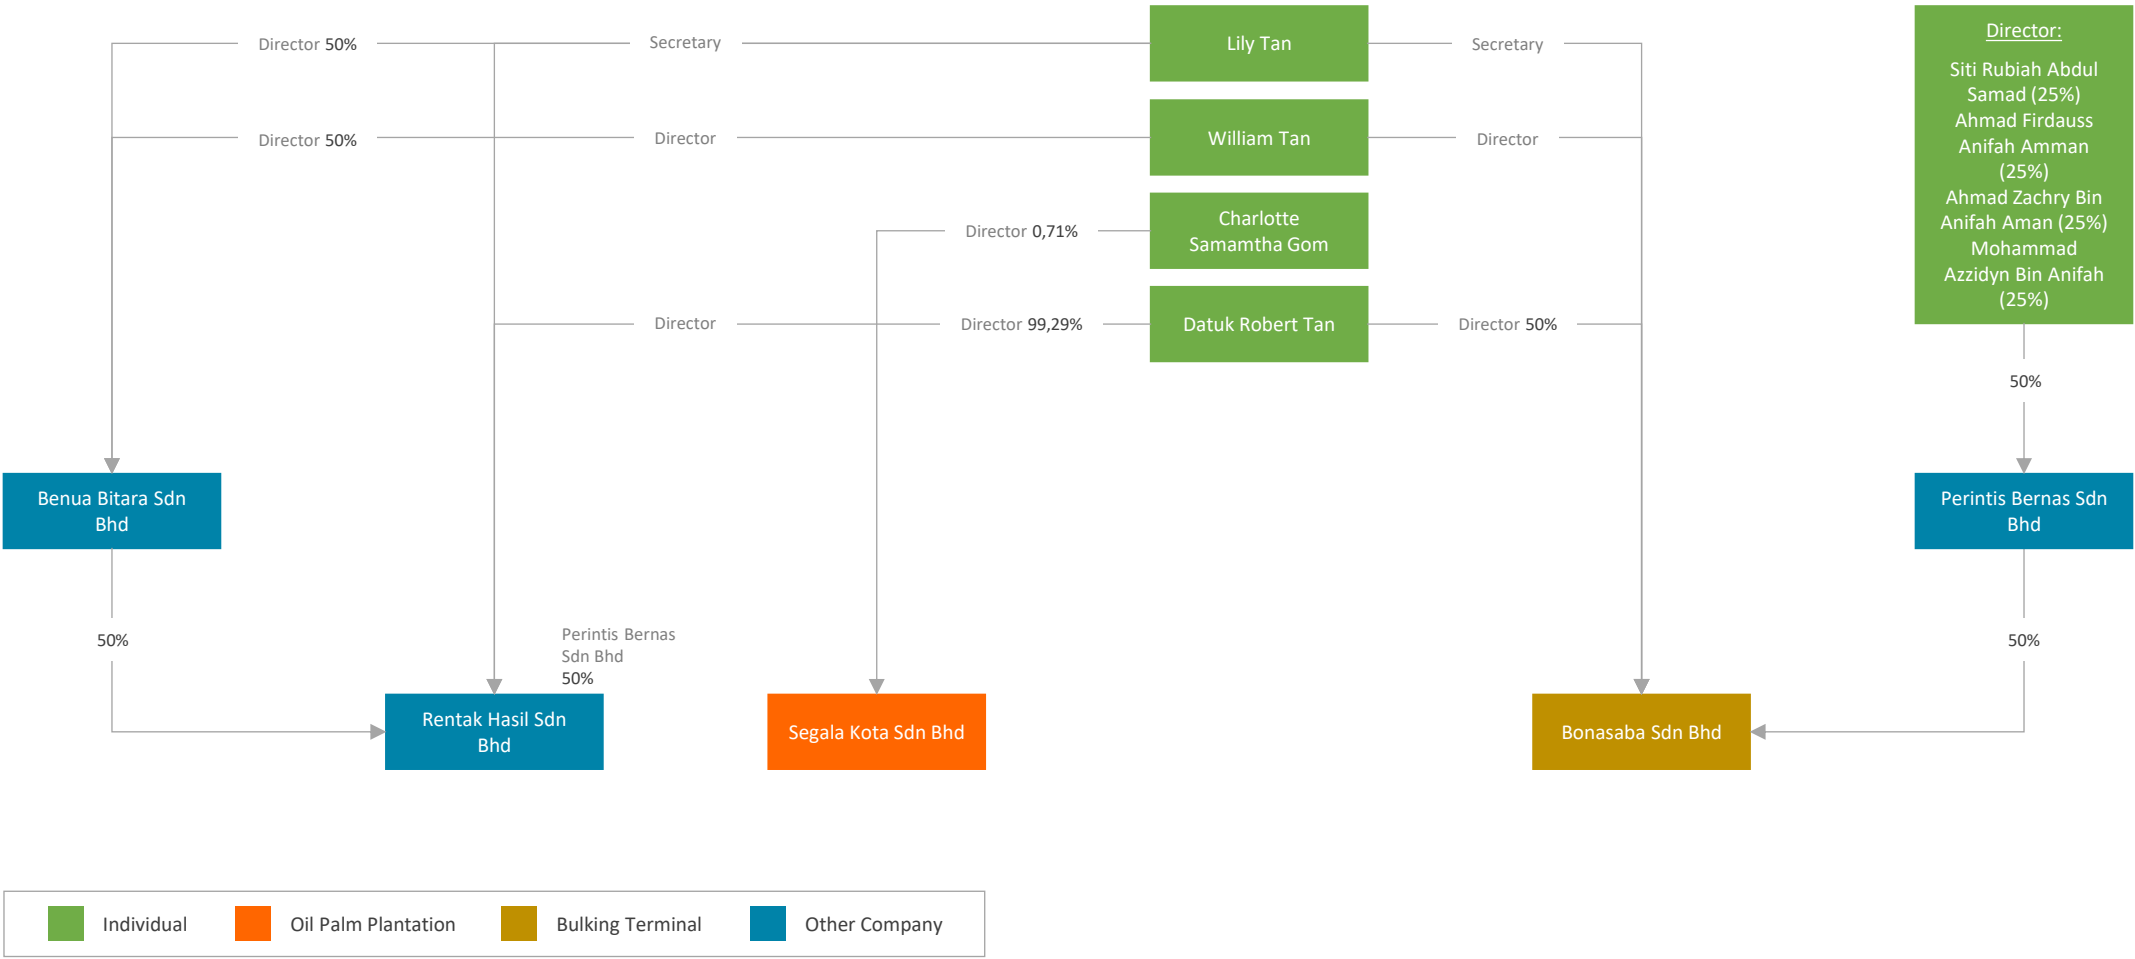 Director 50%
Secretary
Lily Tan
Secretary
Director:
Siti Rubiah Abdul
Samad (25%)
Ahmad Firdauss
Anifah Amman
(25%)
Ahmad Zachry Bin
Anifah Aman (25%)
Mohammad
Azzidyn Bin Anifah
(25%)
Director 50%
Director
William Tan
Director
Director 0,71%
Charlotte
Samamtha Gom
Director
Director 99,29%
Datuk Robert Tan
Director 50%
50%
Benua Bitara Sdn
Bhd
Perintis Bernas Sdn
Bhd
50%
Perintis Bernas
Sdn Bhd
50%
50%
Rentak Hasil Sdn
Bhd
Segala Kota Sdn Bhd
Bonasaba Sdn Bhd
Individual
Oil Palm Plantation
Bulking Terminal
Other Company